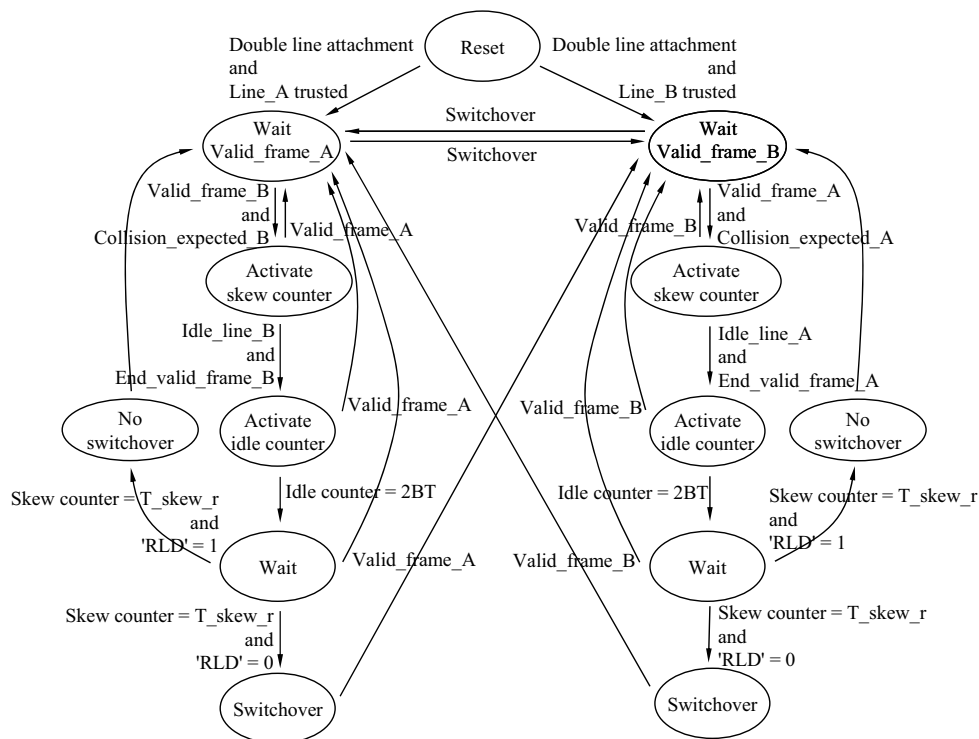 Reset
Double line attachment
and
Line_A trusted
Double line attachment
and
Line_B trusted
Wait
Valid_frame_A
Switchover
Switchover
Wait
Valid_frame_B
Valid_frame_B
and
Collision_expected_B
Valid_frame_A
Valid_frame_B
Valid_frame_A
and
Collision_expected_A
Activate
skew counter
Activate
skew counter
Idle_line_B
and
End_valid_frame_B
Idle_line_A
and
End_valid_frame_A
No
switchover
Activate
idle counter
Valid_frame_A
Valid_frame_B
Activate
idle counter
No
switchover
Skew counter = T_skew_r
and
'RLD' = 1
Idle counter = 2BT
Idle counter = 2BT
Skew counter = T_skew_r
and
'RLD' = 1
Wait
Valid_frame_A
Valid_frame_B
Wait
Skew counter = T_skew_r
and
'RLD' = 0
Skew counter = T_skew_r
and
'RLD' = 0
Switchover
Switchover